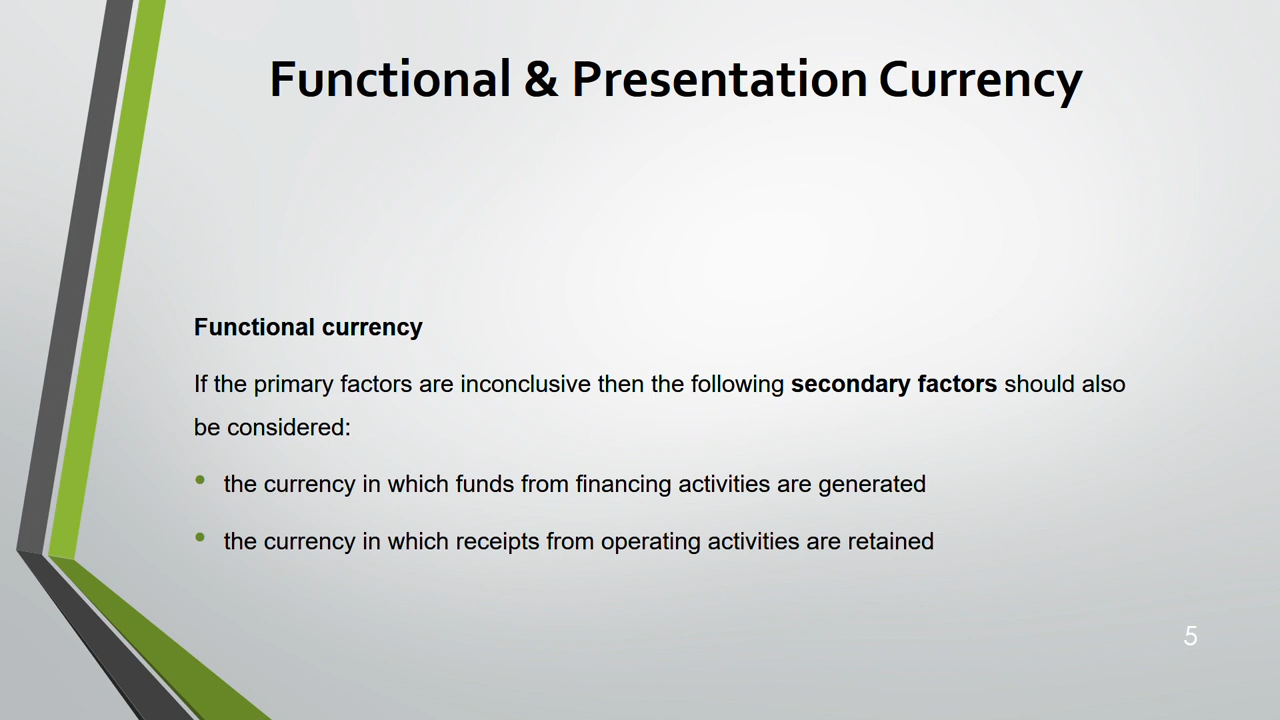 Functional & Presentation Currency
Functional currency
If the primary factors are inconclusive then the following secondary factors should also
be considered:
• the currency in which funds from financing activities are generated
• the currency in which receipts from operating activities are retained
5